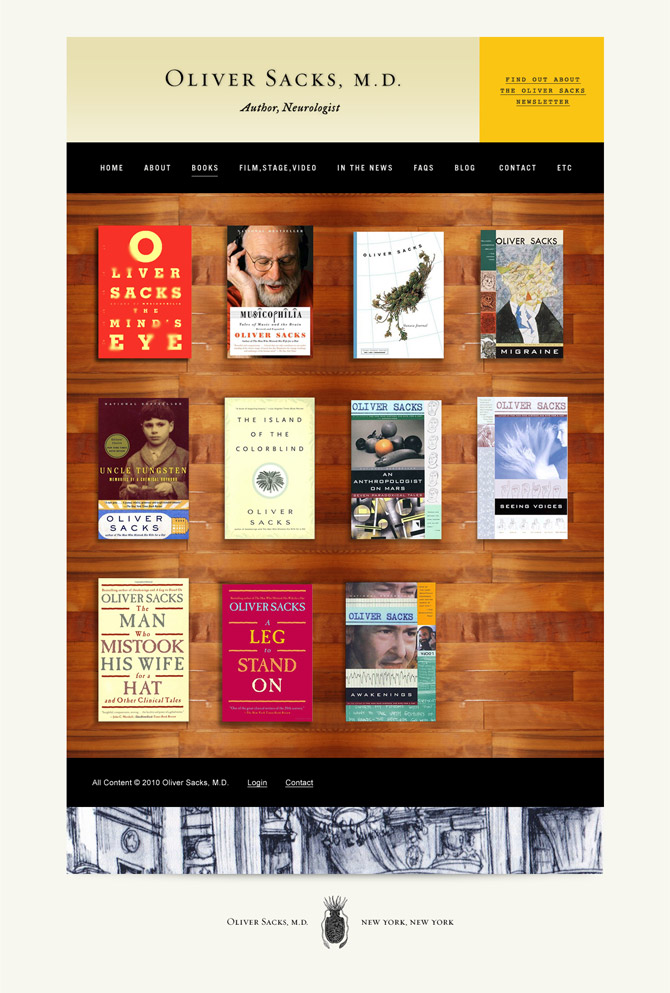 OLIVER SACKS, M.D.
Author, Neurologist
FIND OUT ABOUT
THE OLIVER SACKS
NEWSLETTER
HOME ABOUT BOOKS FILM,STAGE,VIDEO IN THE NEWS FAQS BLOG CONTACT ETC
O
LIVER
SACKS
THE
MIND'S
EYE
NATIONAL BESTSELLER
MUSICOPHILIA
Tales of Music and the Brain
OLIVER SACKS
OLIVER SACKS
Oaxaca Journal
OLIVER SACKS
MIGRAINE
NATIONAL BESTSELLER
UNCLE TUNGSTEN
MEMORIES OF A CHEMICAL BOYHOOD
OLIVER
SACKS
THE ISLAND
OF THE
COLORBLIND
OLIVER
SACKS
OLIVER SACKS
AN
ANTHROPOLOGIST
ON MARS
SEVEN PARADOXICAL TALES
OLIVER SACKS
SEEING VOICES
OLIVER SACKS
The
MAN
Who
MISTOOK
HIS WIFE
for a
HAT
and Other Clinical Tales
OLIVER SACKS
A
LEG
to
STAND
ON
OLIVER SACKS
AWAKENINGS
All Content © 2010 Oliver Sacks, M.D. Login Contact
OLIVER SACKS, M.D. NEW YORK, NEW YORK